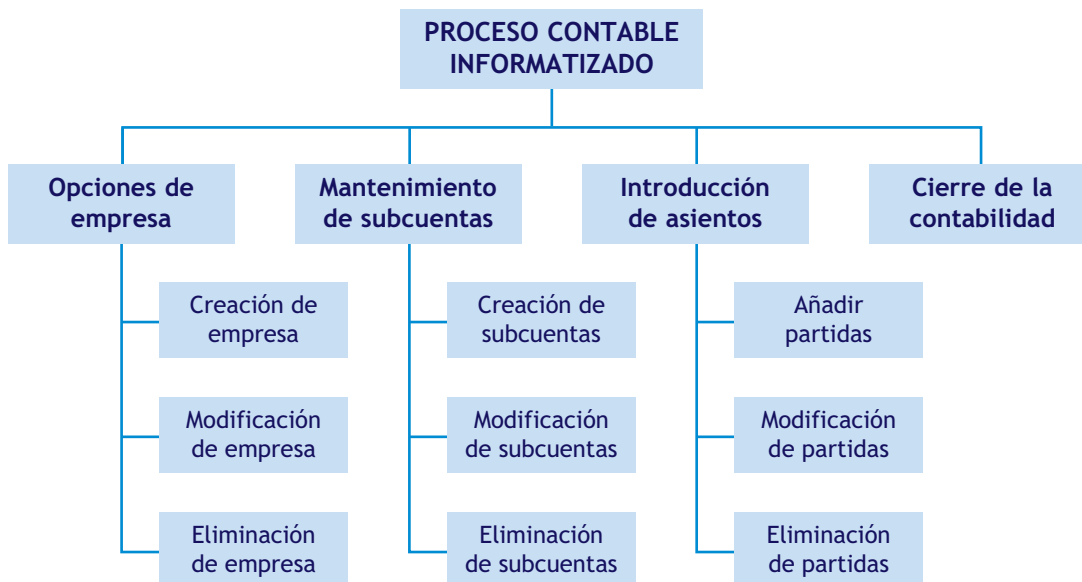 PROCESO CONTABLE
INFORMATIZADO
Opciones de
empresa
Mantenimiento
de subcuentas
Introducción
de asientos
Cierre de la
contabilidad
Creación de
empresa
Creación de
subcuentas
Añadir
partidas
Modificación
de empresa
Modificación
de subcuentas
Modificación
de partidas
Eliminación
de empresa
Eliminación
de subcuentas
Eliminación
de partidas